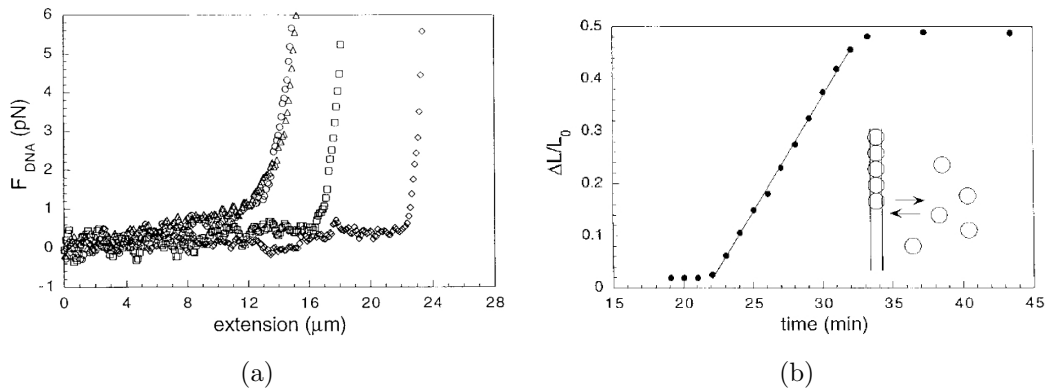 6
5
4
3
2
1
0
-1
F DNA (pN)
0 4 8 12 16 20 24 28
extension (μm)
(a)
0.5
0.4
0.3
0.2
0.1
0
ΔL/L0
15 20 25 30 35 40 45
time (min)
(b)